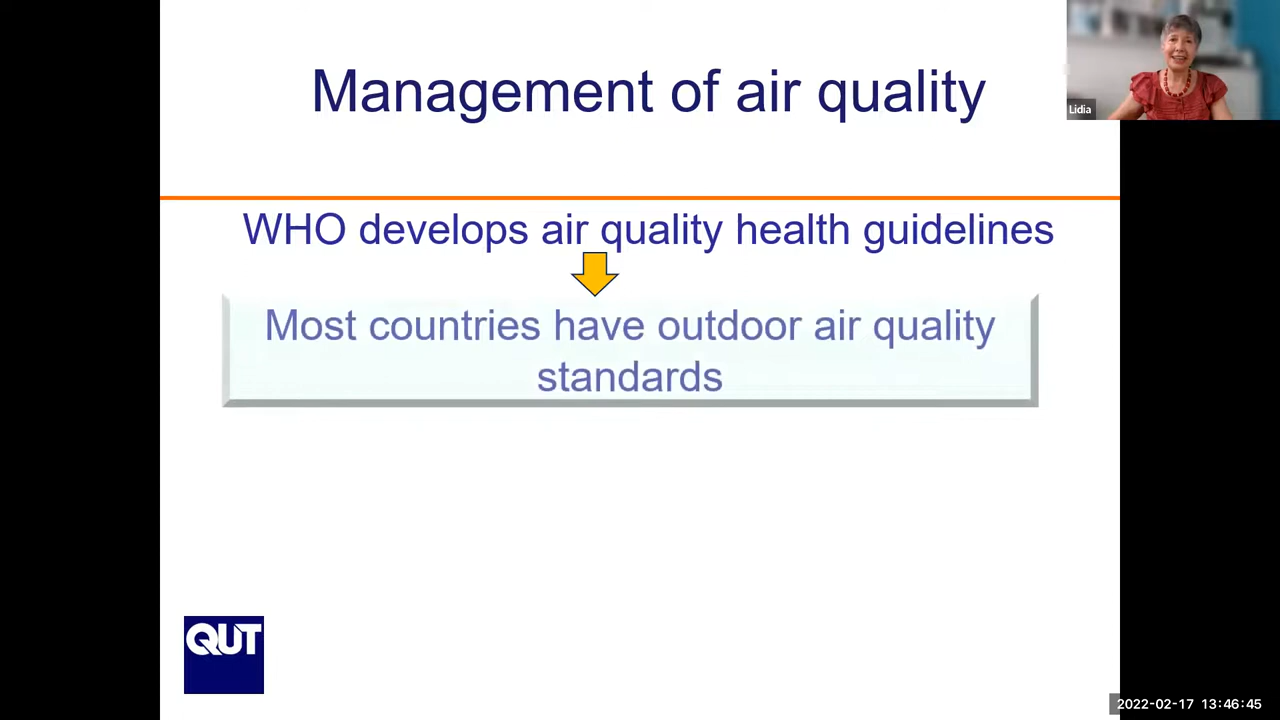 Management of air quality
Lidia
WHO develops air quality health guidelines
Most countries have outdoor air quality
standards
QUT
2022-02-17 13:46:45